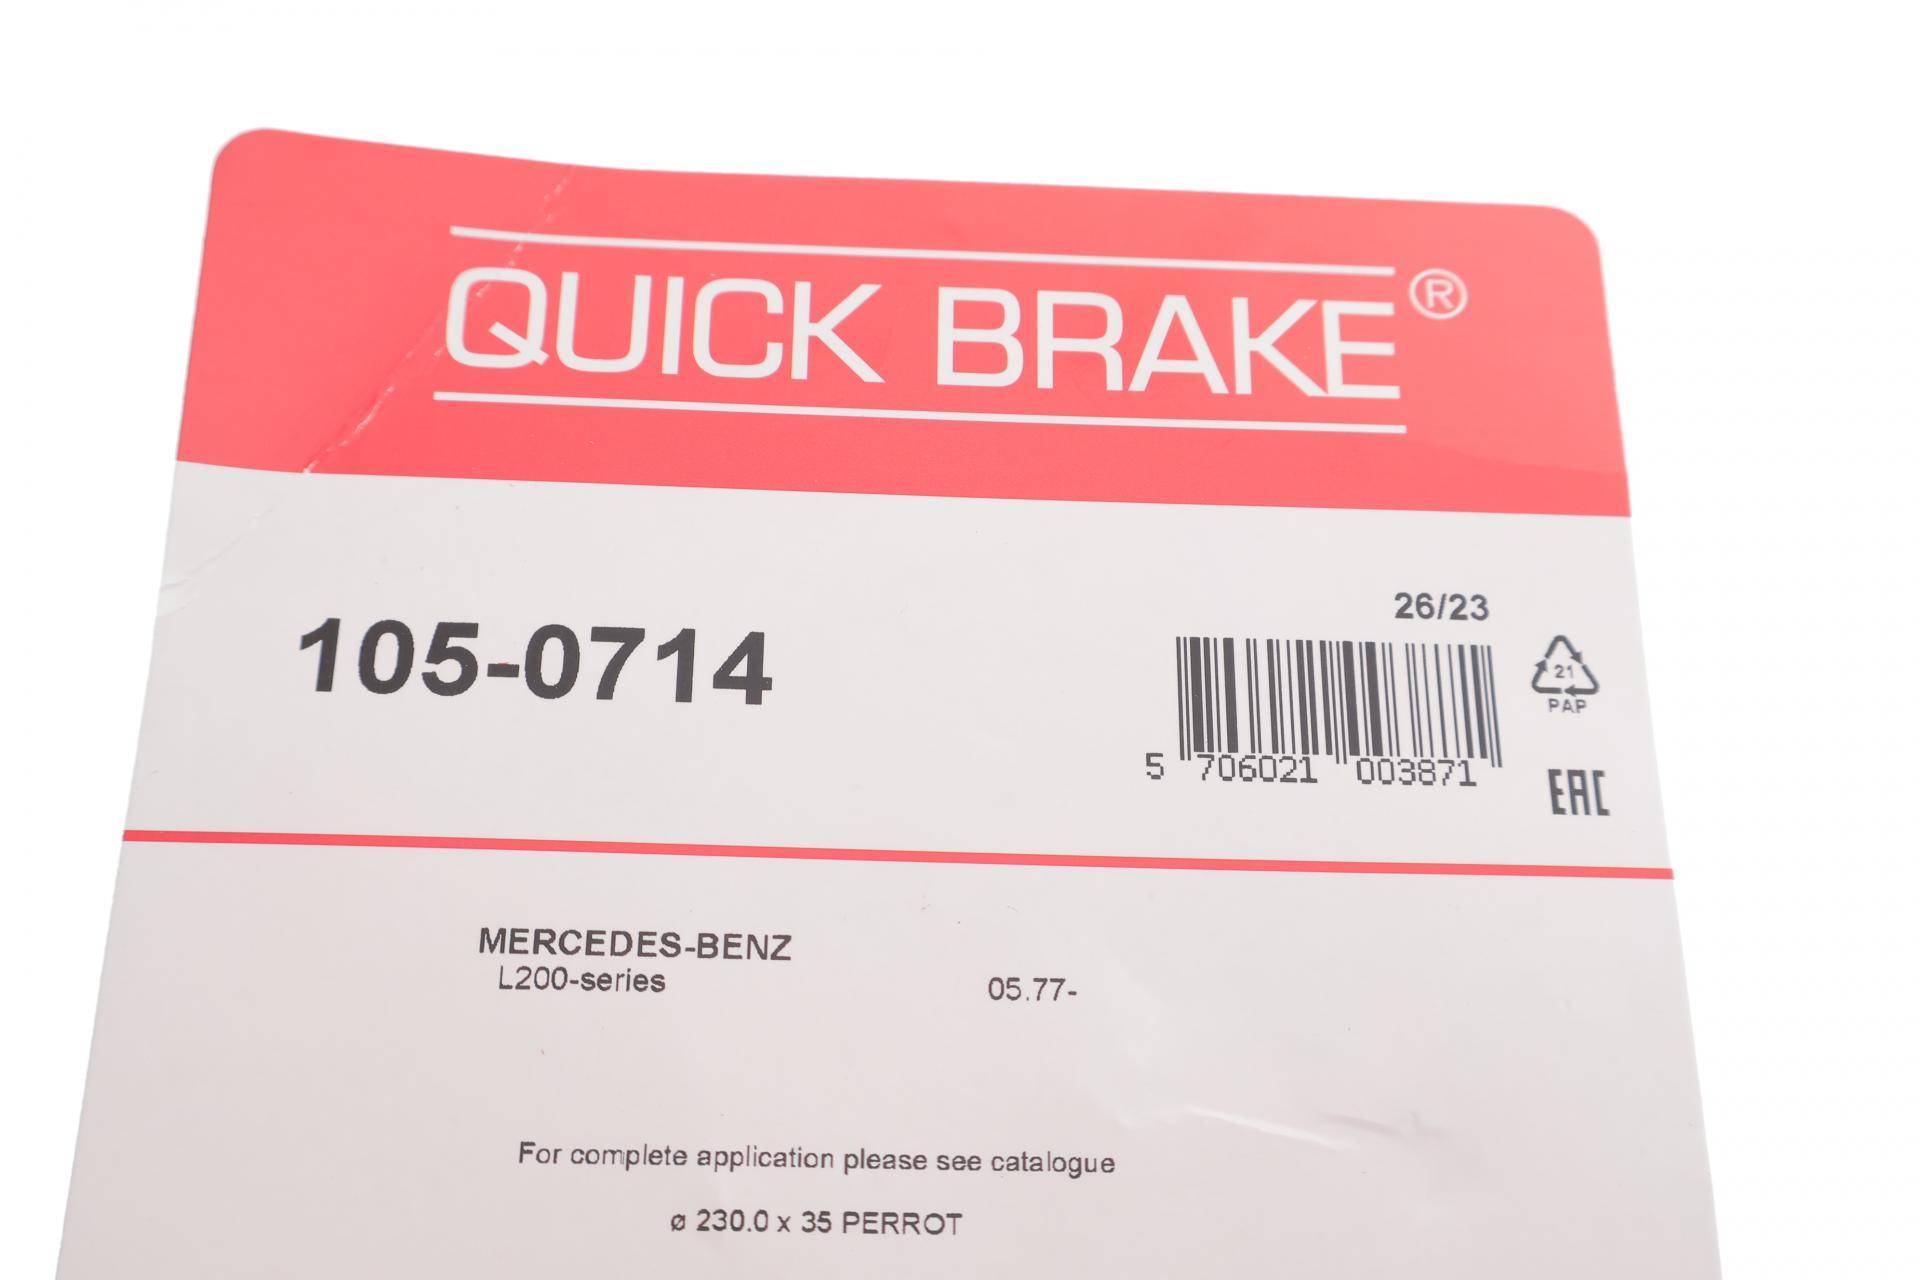 QUICK BRAKE®
105-0714
26/23
21
PAP
5 706021 003871
EAC
MERCEDES-BENZ
L200-series 05.77-
For complete application please see catalogue
ø 230.0 x 35 PERROT